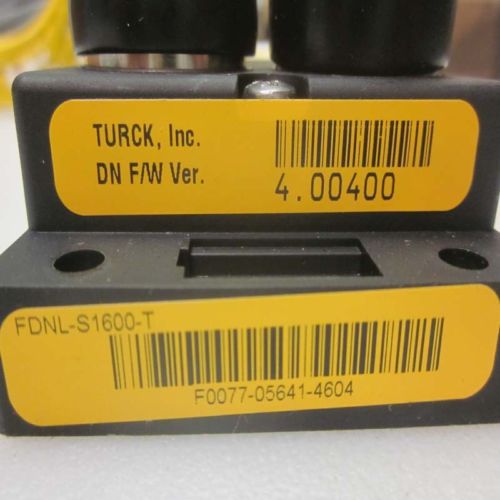 TURCK, Inc.
DN F/W Ver.
4.00400
FDNL-S1600-T
F0077-05641-4604